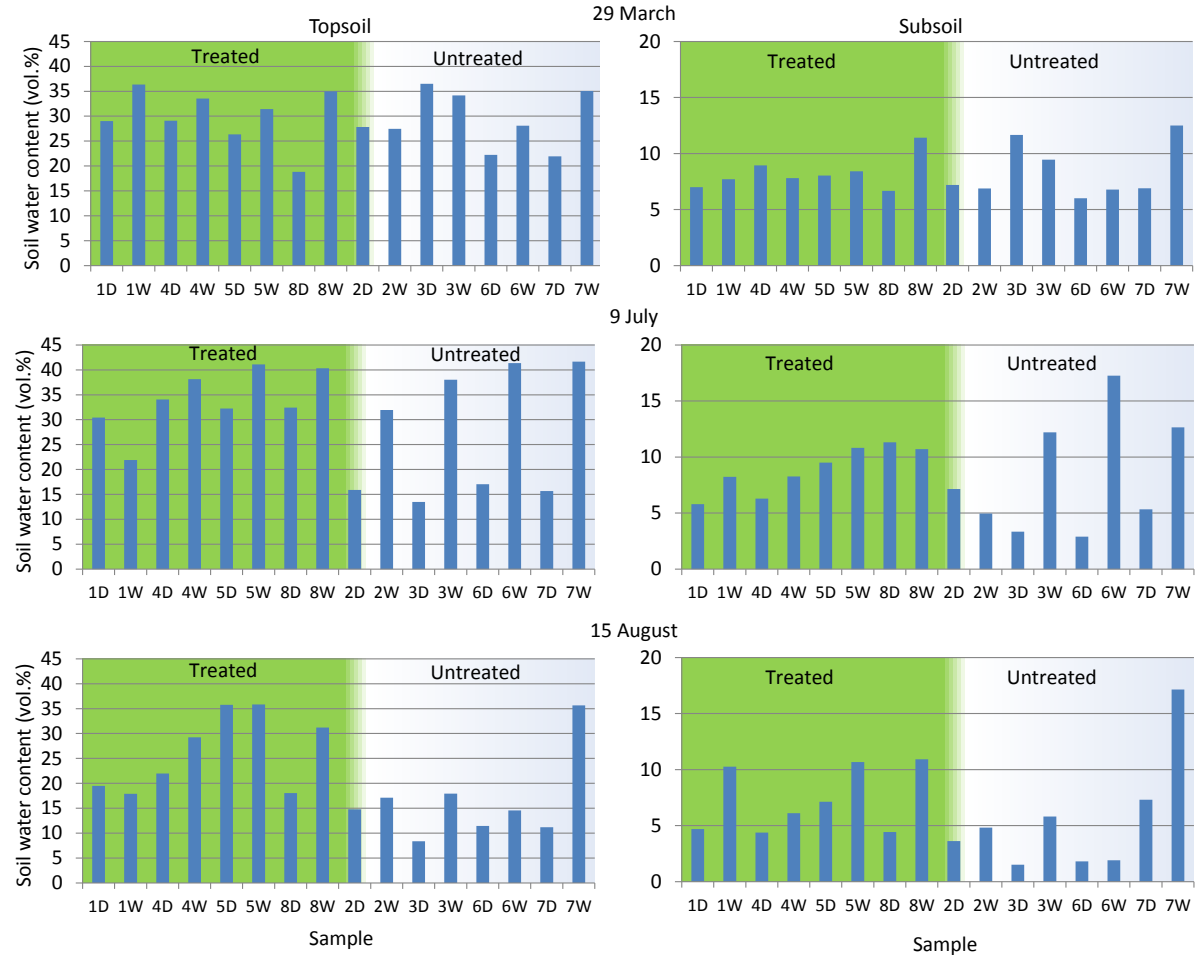 29 March
Topsoil
Subsoil
Soil water content (vol.%)
45
40
35
30
25
20
15
10
5
0
Treated
Untreated
1D 1W 4D 4W 5D 5W 8D 8W 2D 2W 3D 3W 6D 6W 7D 7W
20
15
10
5
0
Treated
Untreated
1D 1W 4D 4W 5D 5W 8D 8W 2D 2W 3D 3W 6D 6W 7D 7W
9 July
Soil water content (vol.%)
45
40
35
30
25
20
15
10
5
0
Treated
Untreated
1D 1W 4D 4W 5D 5W 8D 8W 2D 2W 3D 3W 6D 6W 7D 7W
20
15
10
5
0
Treated
Untreated
1D 1W 4D 4W 5D 5W 8D 8W 2D 2W 3D 3W 6D 6W 7D 7W
15 August
Soil water content (vol.%)
45
40
35
30
25
20
15
10
5
0
Treated
Untreated
1D 1W 4D 4W 5D 5W 8D 8W 2D 2W 3D 3W 6D 6W 7D 7W
Sample
20
15
10
5
0
Treated
Untreated
1D 1W 4D 4W 5D 5W 8D 8W 2D 2W 3D 3W 6D 6W 7D 7W
Sample